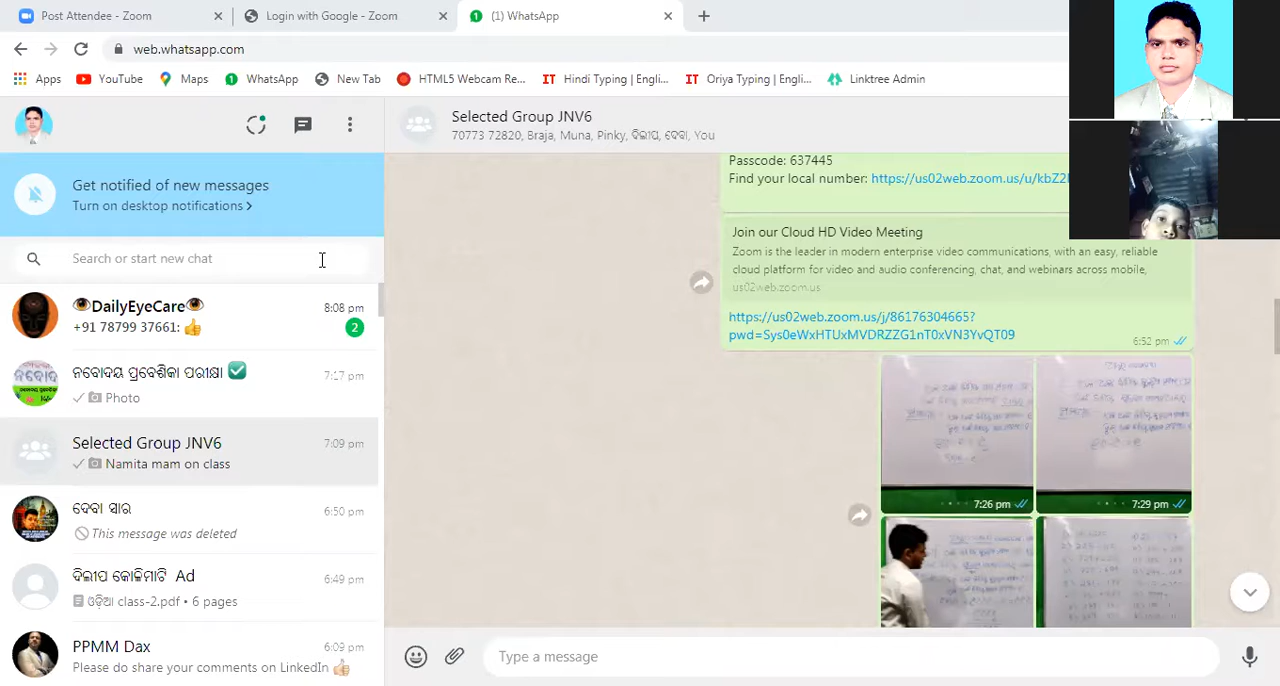 Post Attendee - Zoom
Login with Google - Zoom
(1) WhatsApp
web.whatsapp.com
Apps
YouTube
Maps
WhatsApp
New Tab
HTML5 Webcam Re...
Hindi Typing | Engli...
Oriya Typing | Engli...
Linktree Admin
Get notified of new messages
Turn on desktop notifications >
Search or start new chat
DailyEyeCare
8:08 pm
+91 78799 37661: 👍
2
ନବୋଦୟ ପ୍ରବେଶିକା ପରୀକ୍ଷା ✅
7:17 pm
Photo
Selected Group JNV6
7:09 pm
Namita mam on class
ଦେବା ସାର
6:50 pm
This message was deleted
ଦିଲୀପ କୋଳିମାଟି Ad
6:49 pm
ଓଡ଼ିଆ class-2.pdf • 6 pages
PPMM Dax
6:09 pm
Please do share your comments on LinkedIn 👍
Selected Group JNV6
70773 72820, Braja, Muna, Pinky, ଦିଲୀପ, ଦେବା, You
Passcode: 637445
Find your local number: https://us02web.zoom.us/u/kbZ2
Join our Cloud HD Video Meeting
Zoom is the leader in modern enterprise video communications, with an easy, reliable
cloud platform for video and audio conferencing, chat, and webinars across mobile,
us02web.zoom.us
https://us02web.zoom.us/j/86176304665?
pwd=Sys0eWxHTUxMVDRZZG1nT0xVN3YvQT09
6:52 pm
7:26 pm
7:29 pm
Type a message